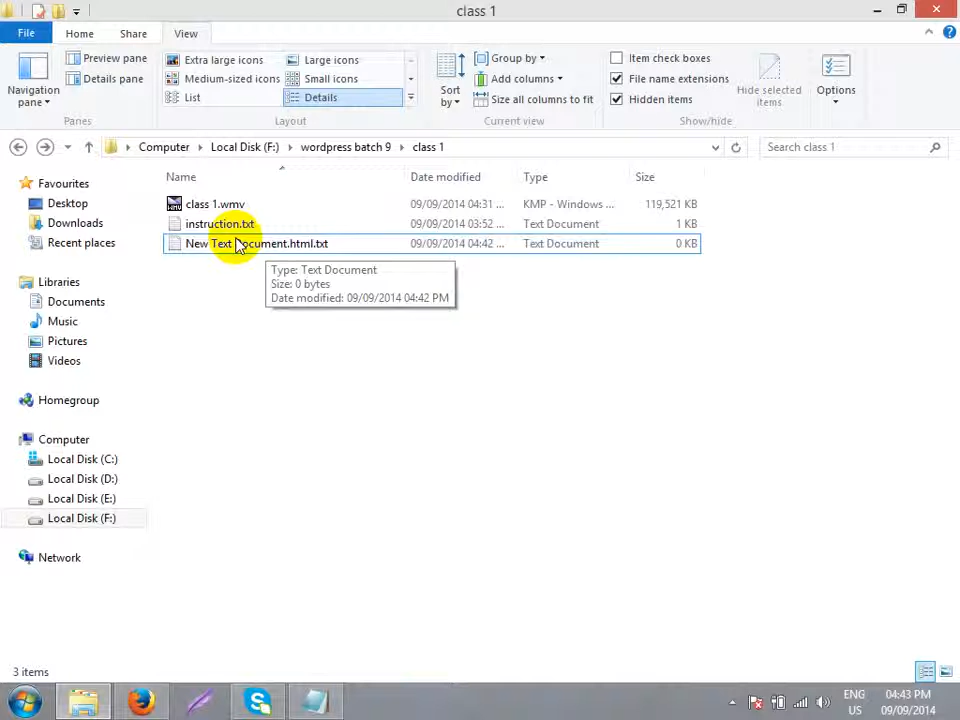 class 1
File Home Share View
Navigation pane
Preview pane
Details pane
Panes
Extra large icons
Large icons
Medium-sized icons
Small icons
List
Details
Layout
Sort by
Group by
Add columns
Size all columns to fit
Current view
Item check boxes
File name extensions
Hidden items
Hide selected items
Show/hide
Options
Computer Local Disk (F:) wordpress batch 9 class 1
Search class 1
Name Date modified Type Size
class 1.wmv 09/09/2014 04:31 ... KMP - Windows ... 119,521 KB
instruction.txt 09/09/2014 03:52 ... Text Document 1 KB
New Text Document.html.txt 09/09/2014 04:42 ... Text Document 0 KB
Type: Text Document
Size: 0 bytes
Date modified: 09/09/2014 04:42 PM
Favourites
Desktop
Downloads
Recent places
Libraries
Documents
Music
Pictures
Videos
Homegroup
Computer
Local Disk (C:)
Local Disk (D:)
Local Disk (E:)
Local Disk (F:)
Network
3 items
ENG
US
04:43 PM
09/09/2014